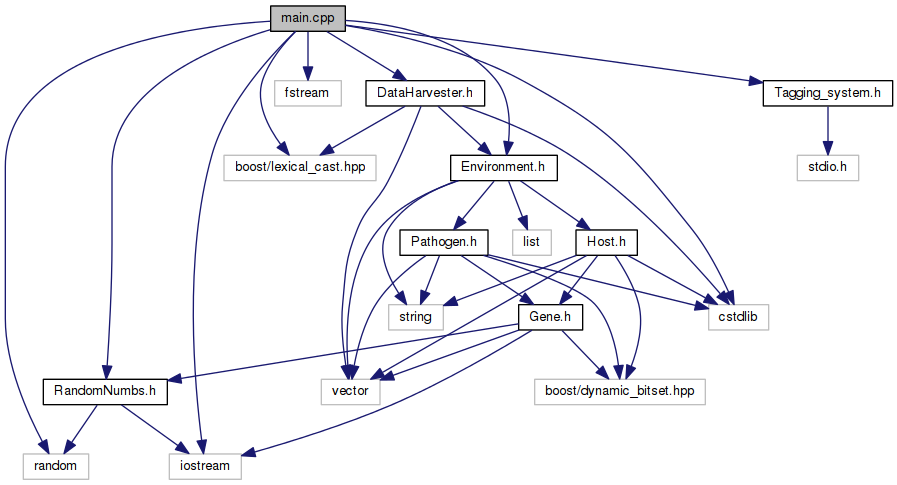 main.cpp
fstream
DataHarvester.h
Tagging_system.h
boost/lexical_cast.hpp
Environment.h
stdio.h
Pathogen.h
list
Host.h
string
Gene.h
cstdlib
RandomNumbs.h
vector
boost/dynamic_bitset.hpp
random
iostream